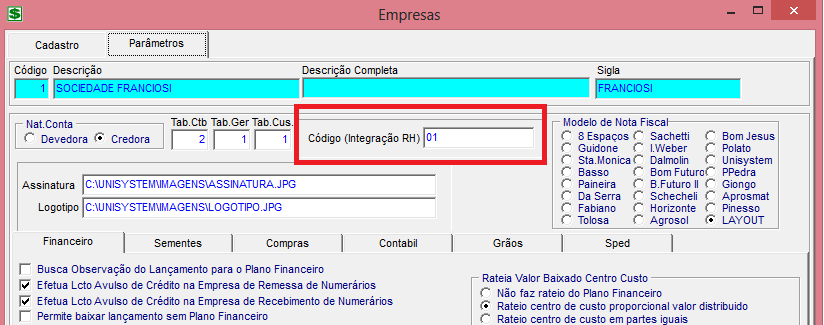 Empresas
Cadastro Parâmetros
Código Descrição Descrição Completa Sigla
1 SOCIEDADE FRANCIOSI FRANCIOSI
Nat.Conta Tab.Ctb Tab.Ger Tab.Cus. Modelo de Nota Fiscal
Devedora Credora 2 1 1 Código (Integração RH) 01
8 Espaços Sachetti Bom Jesus
Guidone I.Weber Polato
Sta.Monica Dalmolin Unisystem
Basso Bom Futuro PPedra
Paineira B.Futuro II Giongo
Da Serra Schecheli Aprosmat
Fabiano Horizonte Pinesso
Tolosa Agrosol LAYOUT
Assinatura C:\UNISYSTEM\IMAGENS\ASSINATURA.JPG
Logotipo C:\UNISYSTEM\IMAGENS\LOGOTIPO.JPG
Financeiro Sementes Compras Contabil Grãos Sped
Busca Observação do Lançamento para o Plano Financeiro
Efetua Lcto Avulso de Crédito na Empresa de Remessa de Numerários
Efetua Lcto Avulso de Crédito na Empresa de Recebimento de Numerários
Permite baixar lançamento sem Plano Financeiro
Rateia Valor Baixado Centro Custo
Não faz rateio do Plano Financeiro
Rateio centro de custo proporcional valor distribuido
Rateio centro de custo em partes iguais